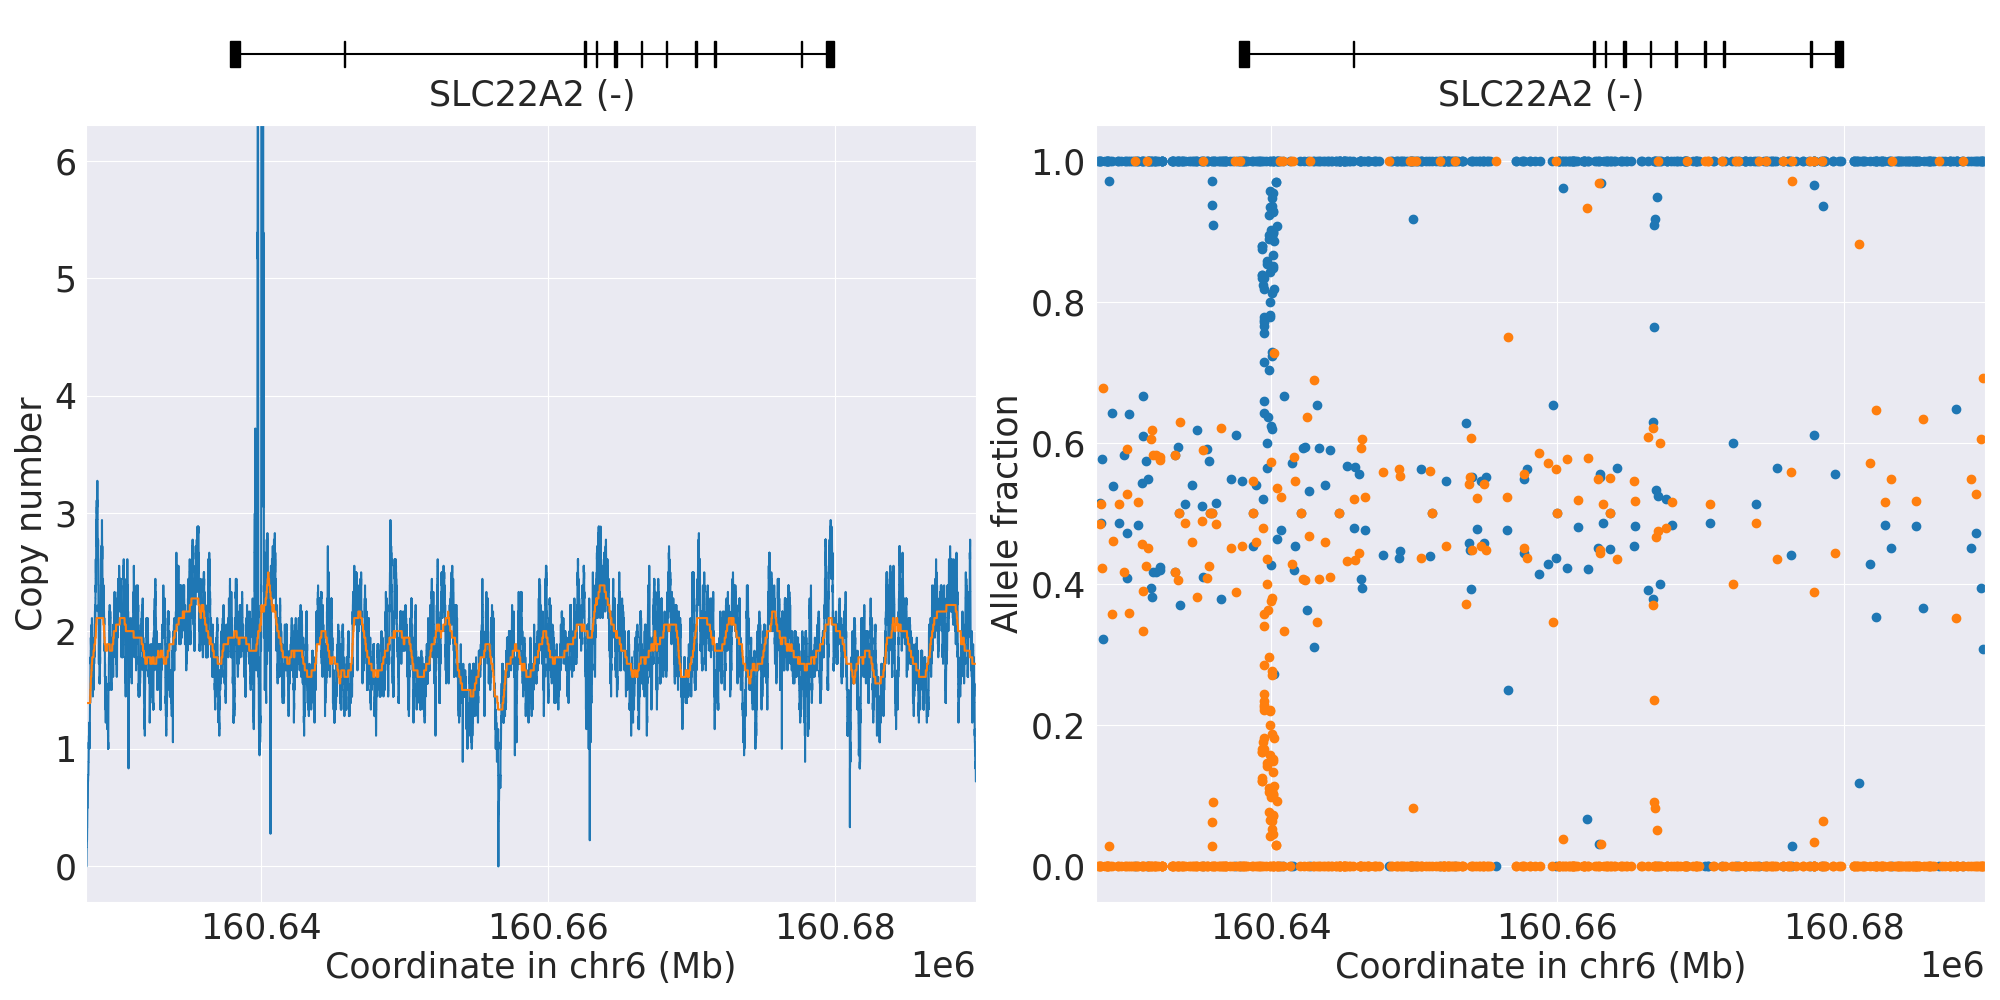 SLC22A2 (-)
SLC22A2 (-)
Copy number
6
5
4
3
2
1
0
160.64 160.66 160.68
Coordinate in chr6 (Mb) 1e6
Allele fraction
1.0
0.8
0.6
0.4
0.2
0.0
160.64 160.66 160.68
Coordinate in chr6 (Mb) 1e6